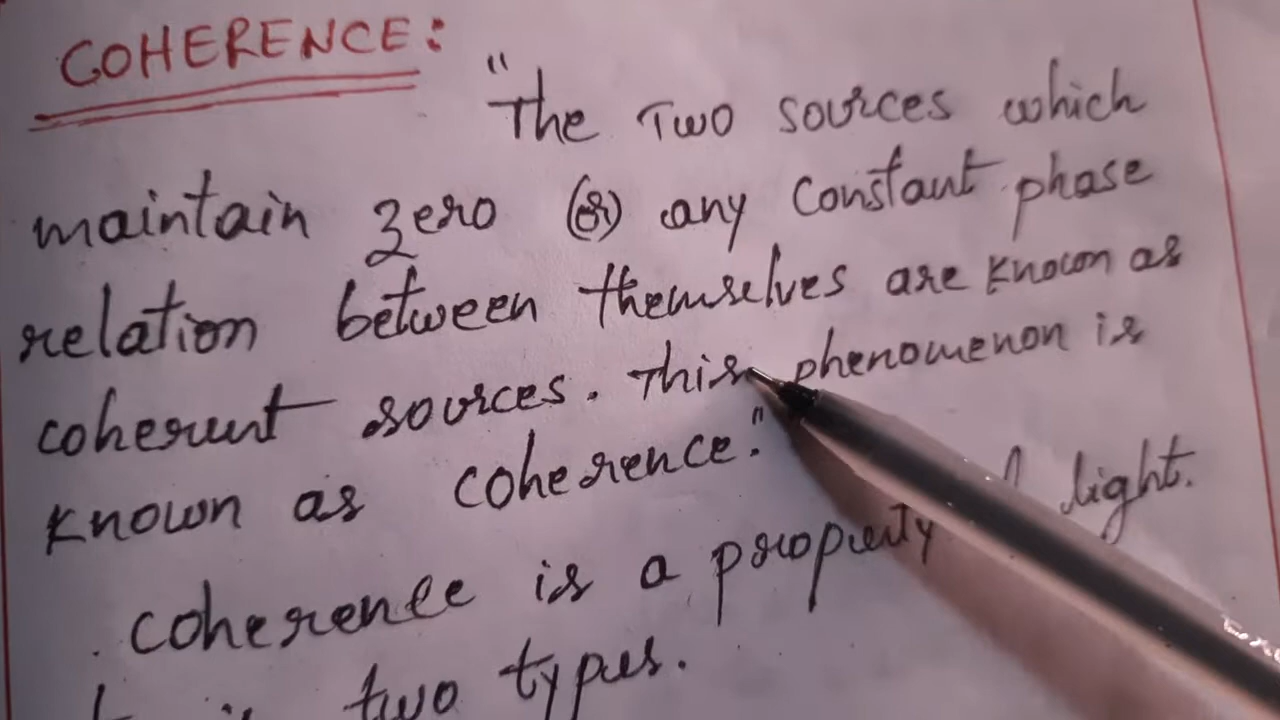 COHERENCE:
"The Two sources which
maintain zero (or) any constant phase
relation between themselves are known as
coherent sources. This phenomenon is
known as coherence."
coherence is a property light.
two types.